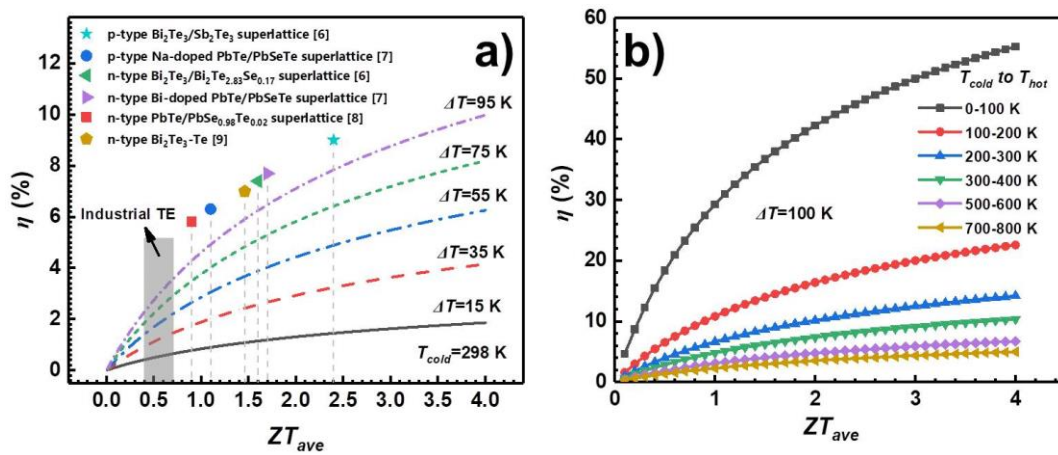 a)
p-type Bi₂Te₃/Sb₂Te₃ superlattice [6]
p-type Na-doped PbTe/PbSeTe superlattice [7]
n-type Bi₂Te₃/Bi₂Te₂.₈₃Se₀.₁₇ superlattice [6]
n-type Bi-doped PbTe/PbSeTe superlattice [7]
n-type PbTe/PbSe₀.₉₈Te₀.₀₂ superlattice [8]
n-type Bi₂Te₃-Te [9]
Industrial TE
ΔT=95 K
ΔT=75 K
ΔT=55 K
ΔT=35 K
ΔT=15 K
T_cold=298 K
η (%)
12
10
8
6
4
2
0
0.0 0.5 1.0 1.5 2.0 2.5 3.0 3.5 4.0
ZT_ave
b)
T_cold to T_hot
0-100 K
100-200 K
200-300 K
300-400 K
500-600 K
700-800 K
ΔT=100 K
η (%)
60
50
40
30
20
10
0
0 1 2 3 4
ZT_ave